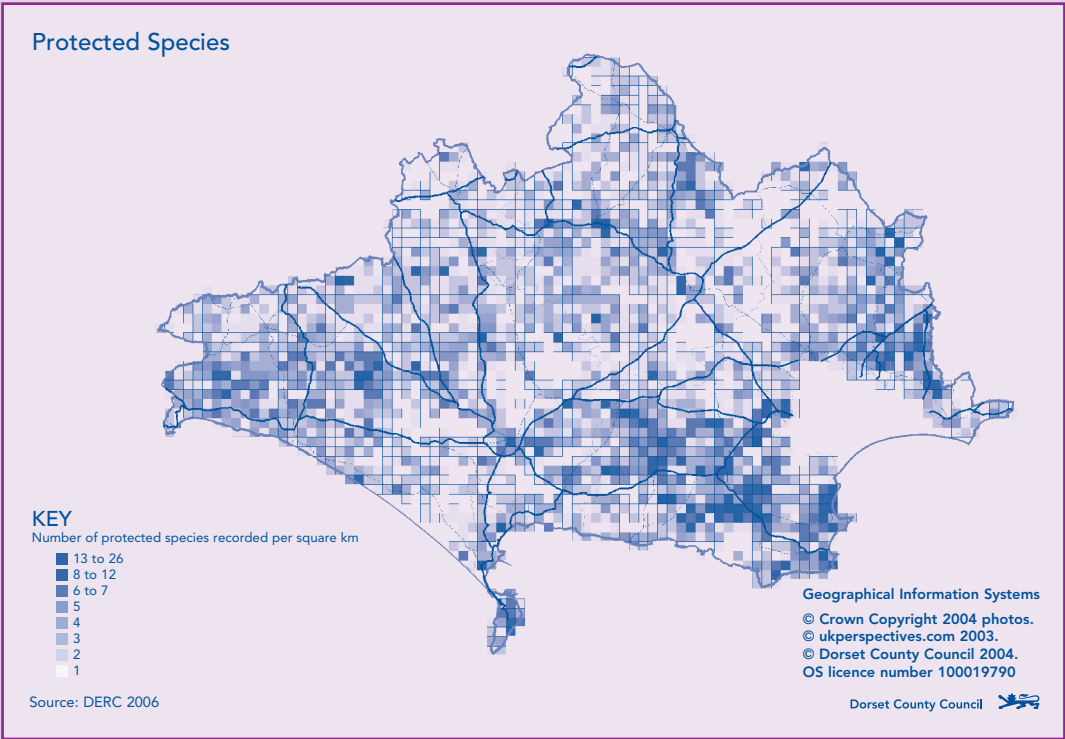 Protected Species
KEY
Number of protected species recorded per square km
13 to 26
8 to 12
6 to 7
5
4
3
2
1
Source: DERC 2006
Geographical Information Systems
© Crown Copyright 2004 photos.
© ukperspectives.com 2003.
© Dorset County Council 2004.
OS licence number 100019790
Dorset County Council